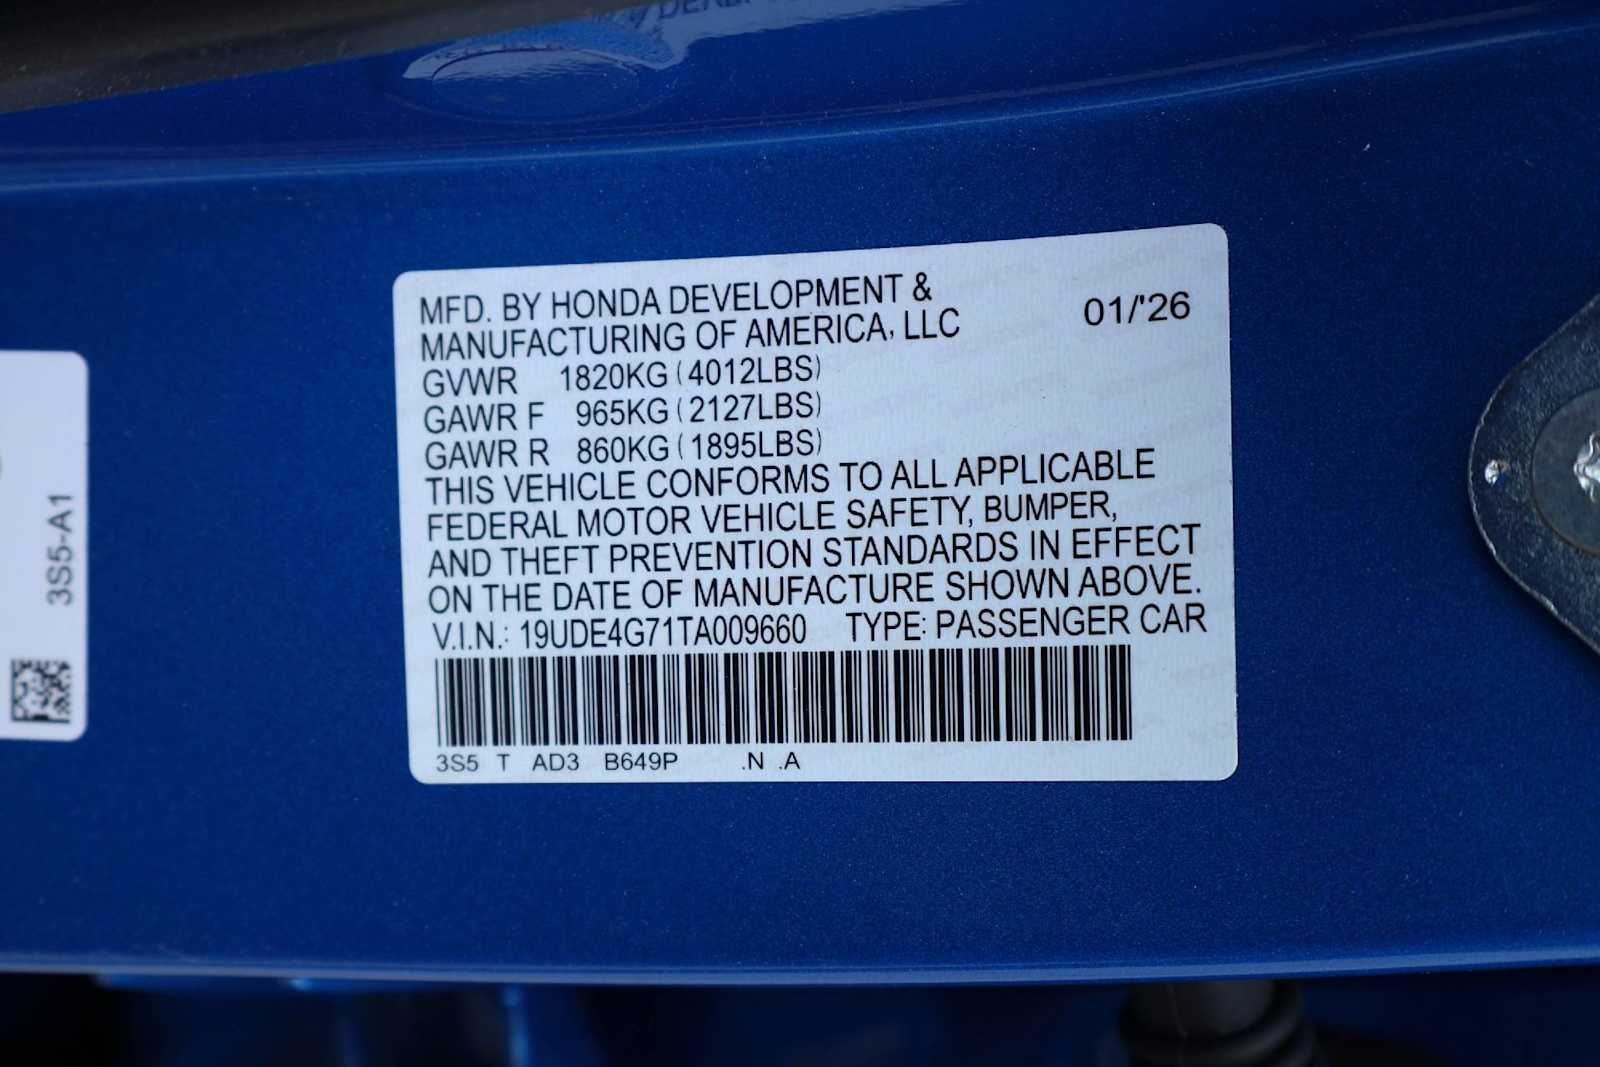 MFD. BY HONDA DEVELOPMENT &
MANUFACTURING OF AMERICA, LLC
01/'26
GVWR 1820KG (4012LBS)
GAWR F 965KG (2127LBS)
GAWR R 860KG (1895LBS)
THIS VEHICLE CONFORMS TO ALL APPLICABLE
FEDERAL MOTOR VEHICLE SAFETY, BUMPER,
AND THEFT PREVENTION STANDARDS IN EFFECT
ON THE DATE OF MANUFACTURE SHOWN ABOVE.
V.I.N.: 19UDE4G71TA009660 TYPE: PASSENGER CAR
3S5 T AD3 B649P .N .A
3S5-A1